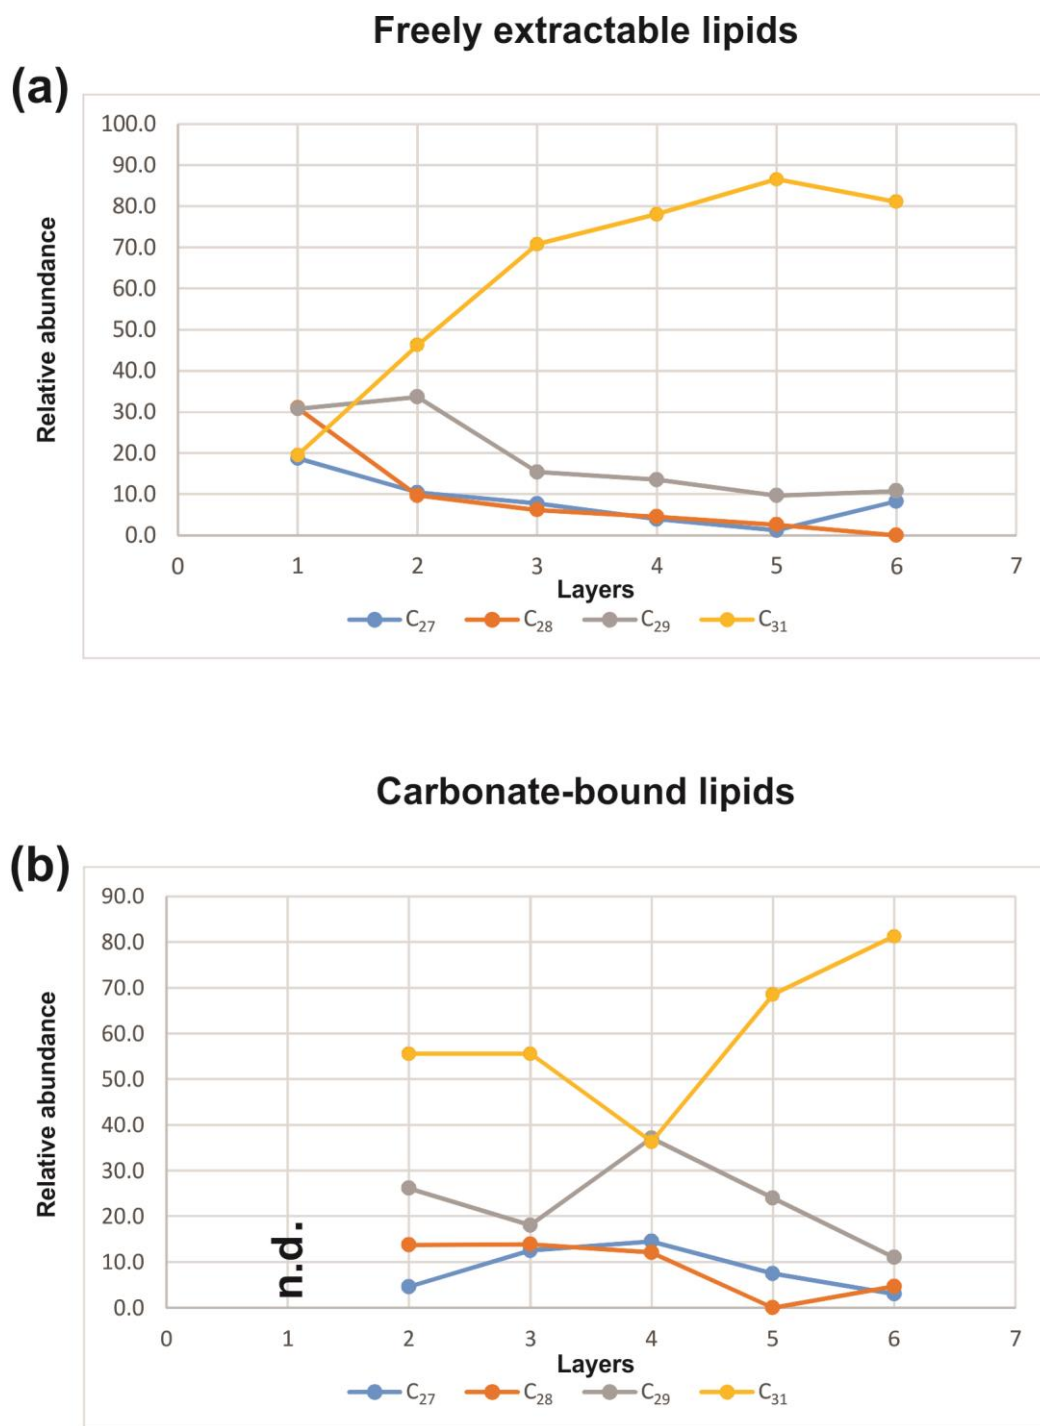 Freely extractable lipids
(a)
100.0
90.0
80.0
70.0
60.0
50.0
40.0
30.0
20.0
10.0
0.0
Relative abundance
0 1 2 3 4 5 6 7
Layers
C27 C28 C29 C31
Carbonate-bound lipids
(b)
90.0
80.0
70.0
60.0
50.0
40.0
30.0
20.0
10.0
0.0
Relative abundance
n.d.
0 1 2 3 4 5 6 7
Layers
C27 C28 C29 C31